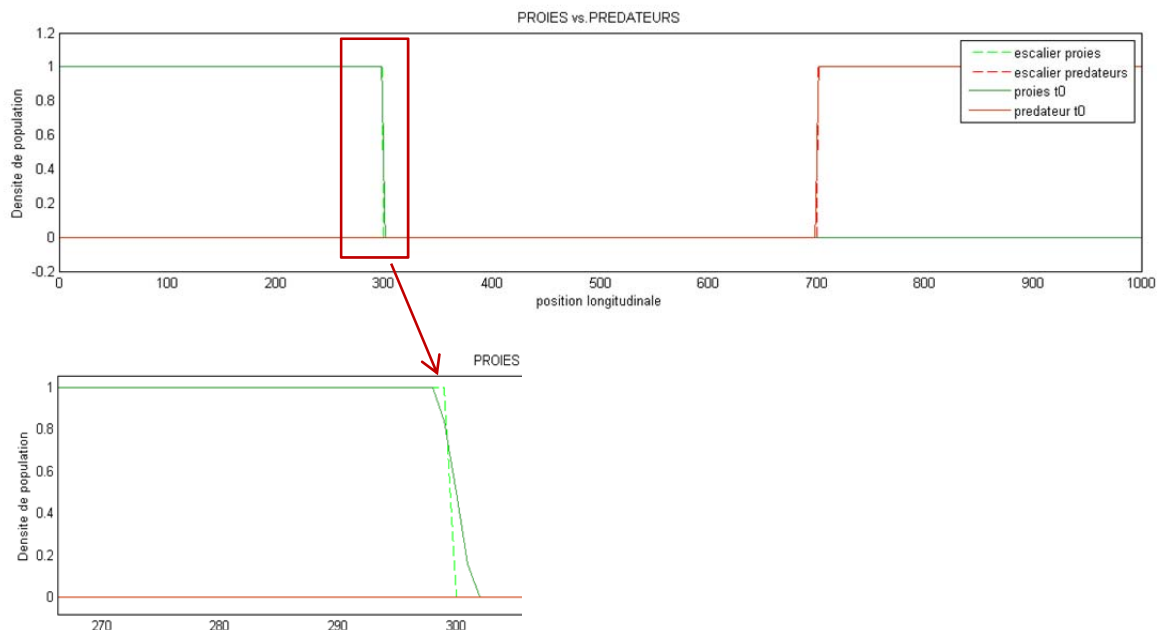 PROIES vs.PREDATEURS
1.2
1
0.8
0.6
0.4
0.2
0
-0.2
Densite de population
escalier proies
escalier predateurs
proies t0
predateur t0
0 100 200 300 400 500 600 700 800 900 1000
position longitudinale
PROIES
1
0.8
0.6
0.4
0.2
0
Densite de population
270 280 290 300